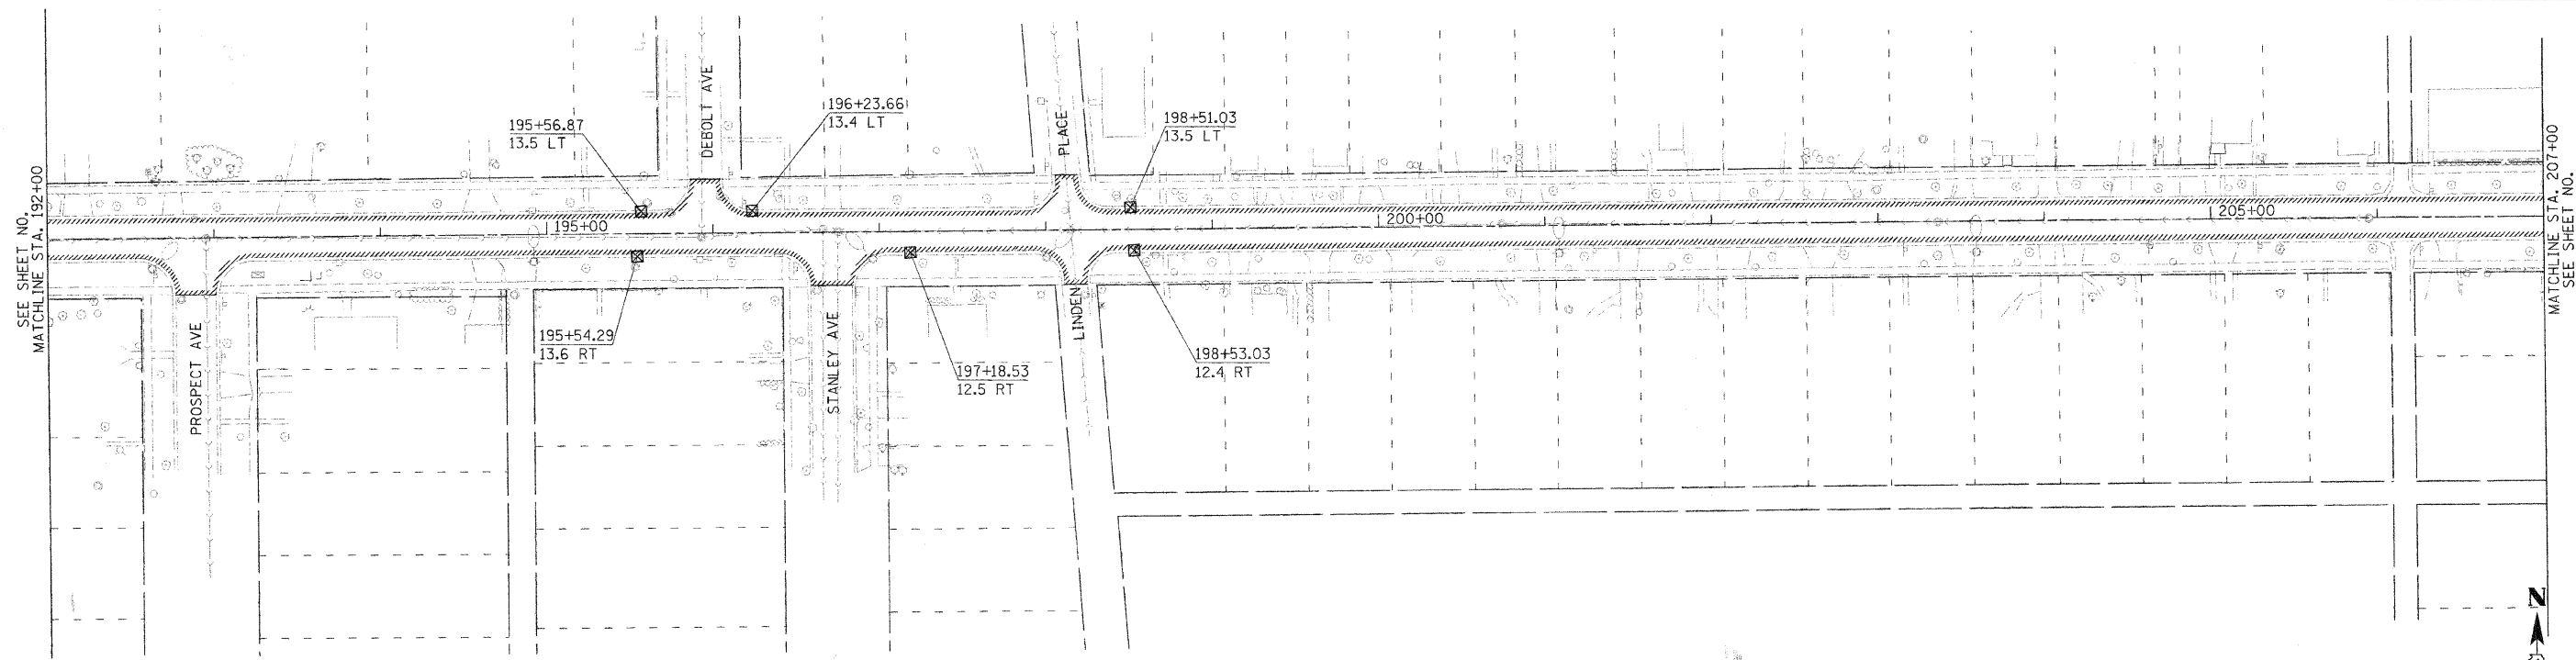 SEE SHEET NO.
MATCHLINE STA. 192+00
195+56.87
13.5 LT
DEBOLT AVE
196+23.66
13.4 LT
PLACE
198+51.03
13.5 LT
195+00
200+00
205+00
PROSPECT AVE
195+54.29
13.6 RT
STANLEY AVE
197+18.53
12.5 RT
LINDEN
198+53.03
12.4 RT
MATCHLINE STA. 207+00
SEE SHEET NO.
N